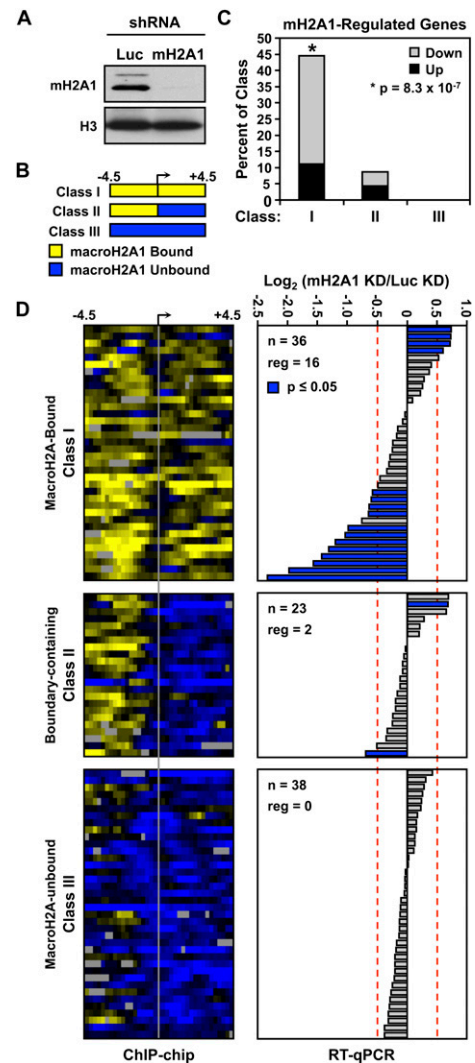 A
shRNA
Luc mH2A1
mH2A1
H3
B
-4.5 +4.5
Class I
Class II
Class III
macroH2A1 Bound
macroH2A1 Unbound
C
mH2A1-Regulated Genes
Percent of Class
50
45
40
35
30
25
20
15
10
5
0
*
Down
Up
* p = 8.3 x 10-7
Class: I II III
D
-4.5 +4.5
Log2 (mH2A1 KD/Luc KD)
-2.5 -2.0 -1.5 -1.0 -0.5 0 0.5 1.0
MacroH2A-Bound
Class I
n = 36
reg = 16
p ≤ 0.05
Boundary-containing
Class II
n = 23
reg = 2
MacroH2A-unbound
Class III
n = 38
reg = 0
ChIP-chip
RT-qPCR